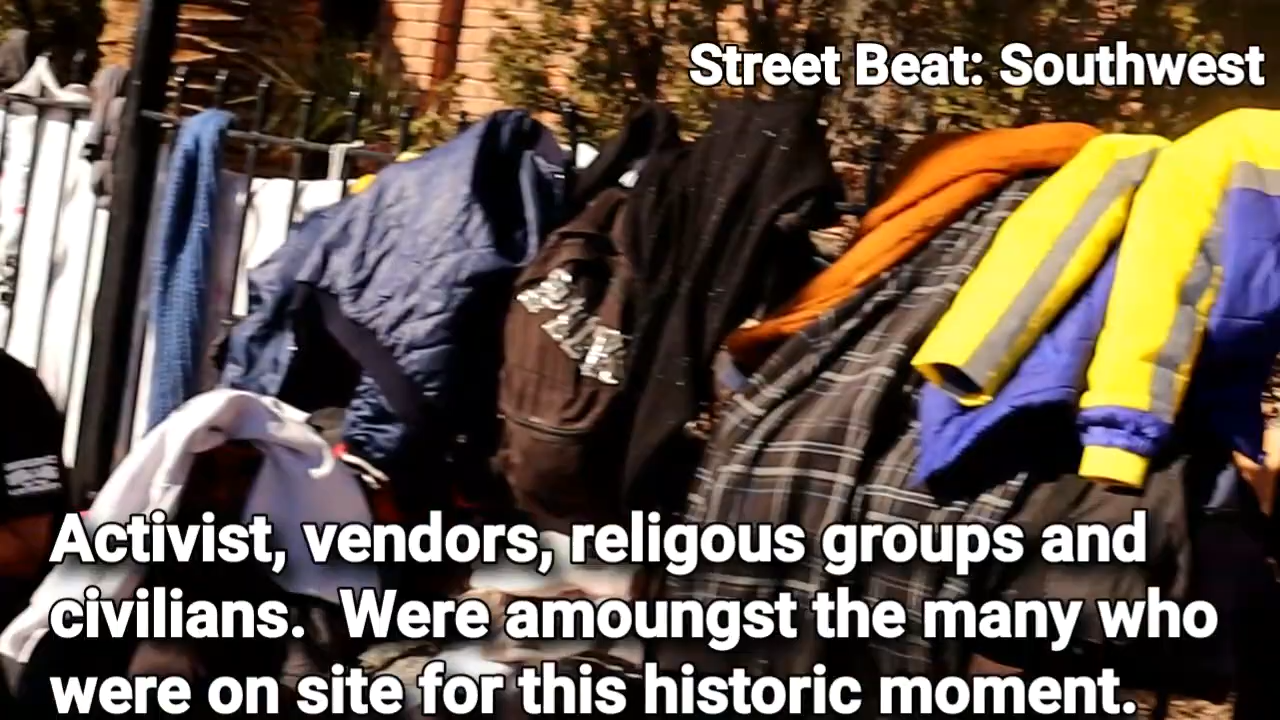 Street Beat: Southwest
Activist, vendors, religous groups and
civilians.  Were amoungst the many who
were on site for this historic moment.